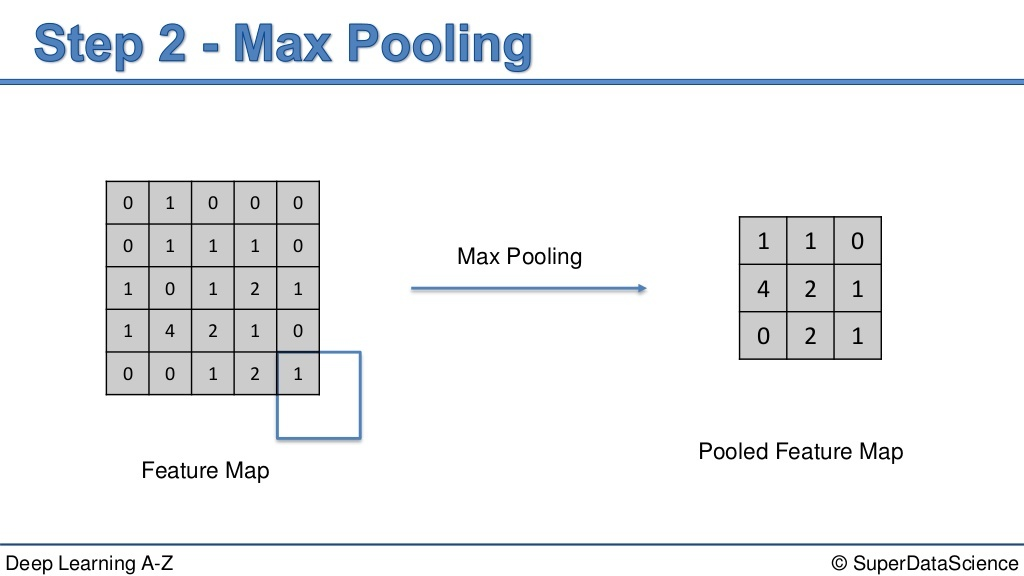 Step 2 - Max Pooling
0 1 0 0 0
0 1 1 1 0
1 0 1 2 1
1 4 2 1 0
0 0 1 2 1
Feature Map
Max Pooling
1 1 0
4 2 1
0 2 1
Pooled Feature Map
Deep Learning A-Z
© SuperDataScience